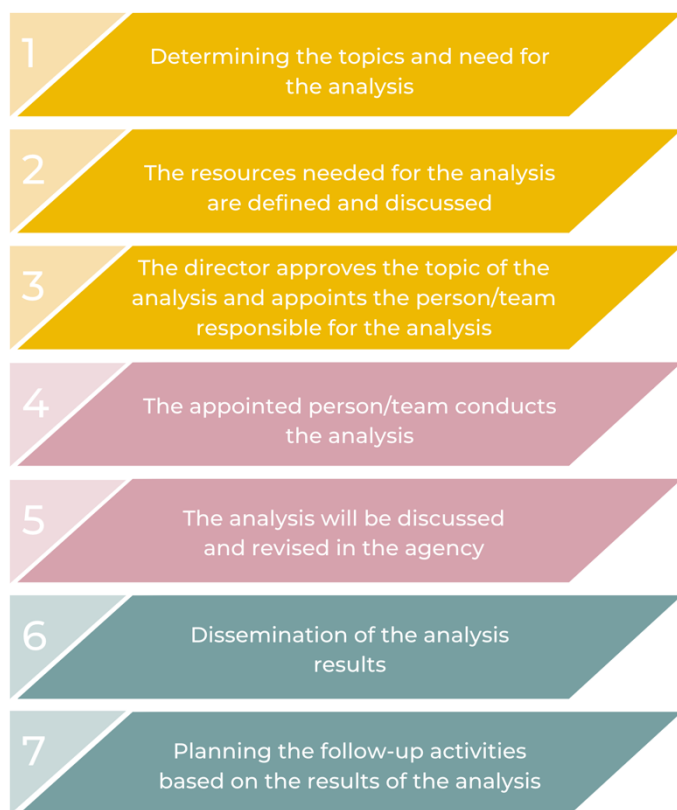 1
Determining the topics and need for
the analysis
2
The resources needed for the analysis
are defined and discussed
3
The director approves the topic of the
analysis and appoints the person/team
responsible for the analysis
4
The appointed person/team conducts
the analysis
5
The analysis will be discussed
and revised in the agency
6
Dissemination of the analysis
results
7
Planning the follow-up activities
based on the results of the analysis